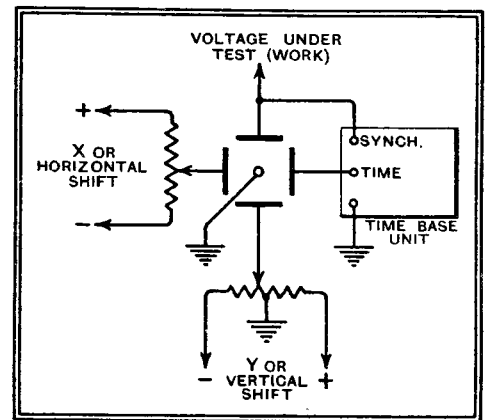 VOLTAGE UNDER
TEST (WORK)
+
X OR
HORIZONTAL
SHIFT
-
SYNCH.
TIME
TIME BASE
UNIT
- Y OR +
VERTICAL
SHIFT